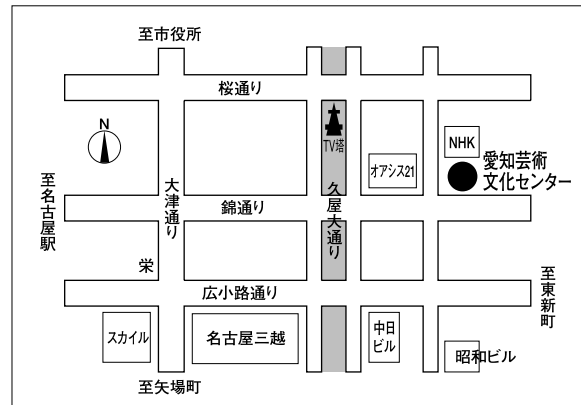 至市役所
桜通り
N
TV塔
NHK
オアシス21
愛知芸術
文化センター
至名古屋駅
大津通り
錦通り
久屋大通り
栄
広小路通り
至東新町
スカイル
名古屋三越
中日
ビル
昭和ビル
至矢場町